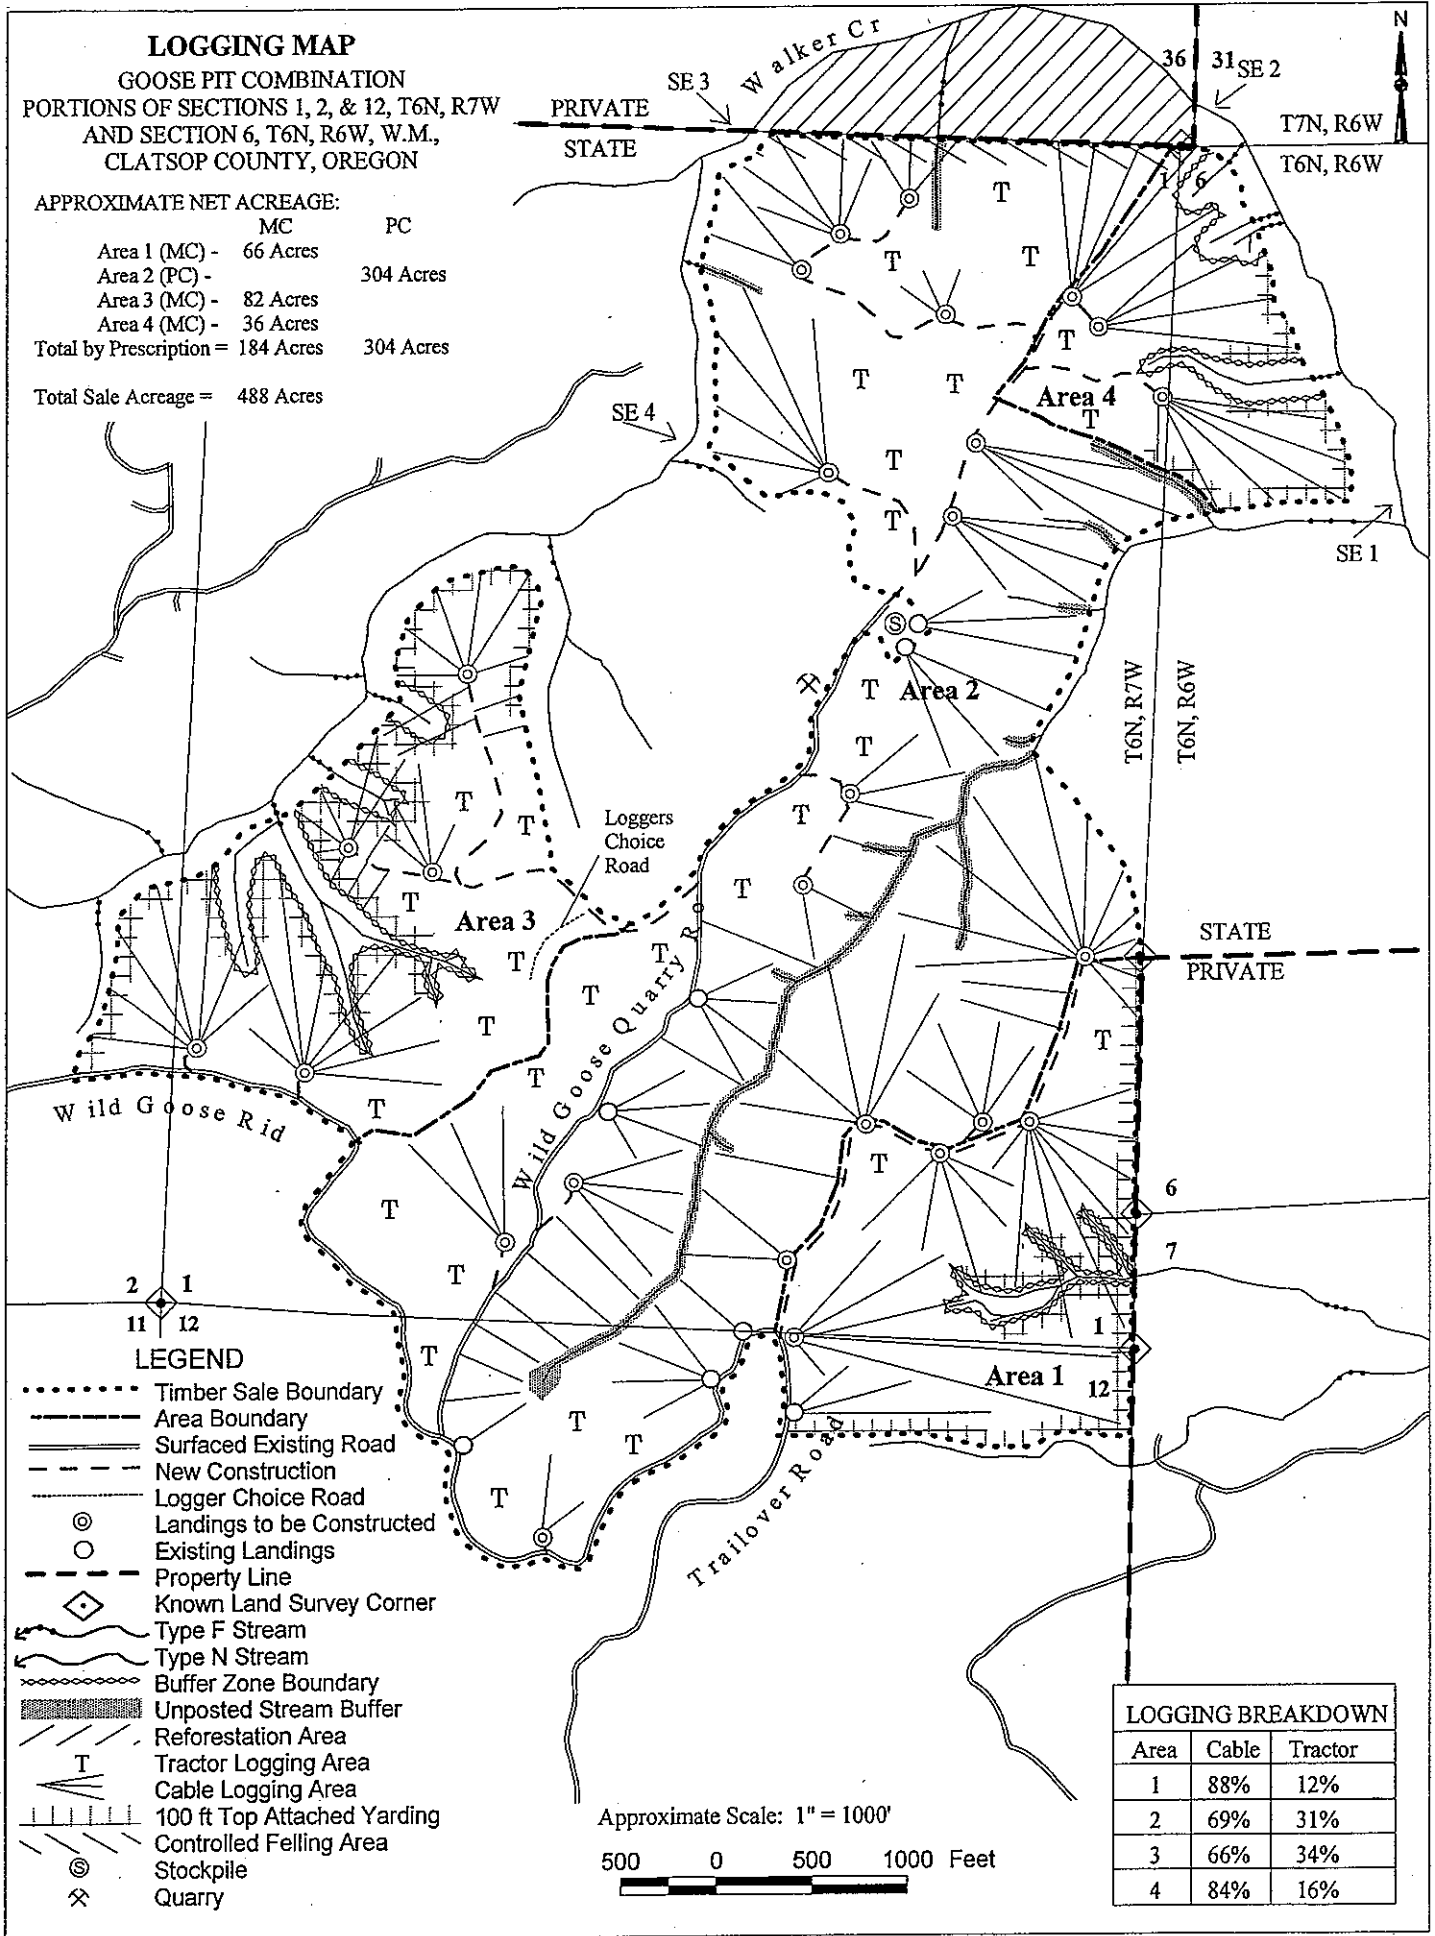 LOGGING MAP
GOOSE PIT COMBINATION
PORTIONS OF SECTIONS 1, 2, & 12, T6N, R7W
AND SECTION 6, T6N, R6W, W.M.,
CLATSOP COUNTY, OREGON
APPROXIMATE NET ACREAGE:
MC PC
Area 1 (MC) - 66 Acres
Area 2 (PC) - 304 Acres
Area 3 (MC) - 82 Acres
Area 4 (MC) - 36 Acres
Total by Prescription = 184 Acres 304 Acres
Total Sale Acreage = 488 Acres
Walker Cr
SE 3
PRIVATE
STATE
36 31
SE 2
N
T7N, R6W
T6N, R6W
1 6
T
T
T
T
T
T
Area 4
T
T
SE 4
T
T
SE 1
S
T
Area 2
T
T6N, R7W
T6N, R6W
T
T
T
Loggers
Choice
Road
T
T
Area 3
T
T
T
STATE
PRIVATE
T
T
T
T
Wild Goose Quarry R
Wild Goose Rid
T
T
T
6
7
T
2 1
11 12
T
1
12
Area 1
T
T
T
Trailover Road
LEGEND
Timber Sale Boundary
Area Boundary
Surfaced Existing Road
New Construction
Logger Choice Road
Landings to be Constructed
Existing Landings
Property Line
Known Land Survey Corner
Type F Stream
Type N Stream
Buffer Zone Boundary
Unposted Stream Buffer
Reforestation Area
T Tractor Logging Area
Cable Logging Area
100 ft Top Attached Yarding
Controlled Felling Area
S Stockpile
Quarry
Approximate Scale: 1" = 1000'
500 0 500 1000 Feet
LOGGING BREAKDOWN
Area Cable Tractor
1 88% 12%
2 69% 31%
3 66% 34%
4 84% 16%